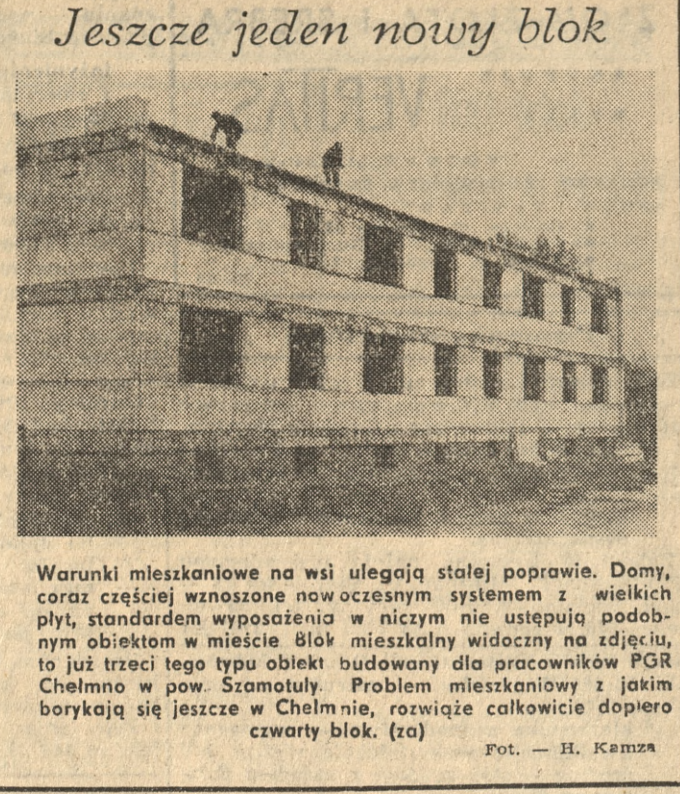 Jeszcze jeden nowy blok
Warunki mieszkaniowe na wsi ulegają stałej poprawie. Domy,
coraz częściej wznoszone nowoczesnym systemem z wielkich
płyt, standardem wyposażenia w niczym nie ustępują podob-
nym obiektom w mieście Blok mieszkalny widoczny na zdjęciu,
to już trzeci tego typu obiekt budowany dla pracowników PGR
Chełmno w pow. Szamotuły. Problem mieszkaniowy z jakim
borykają się jeszcze w Chełmnie, rozwiąże całkowicie dopiero
czwarty blok. (za)
Fot. — H. Kamza